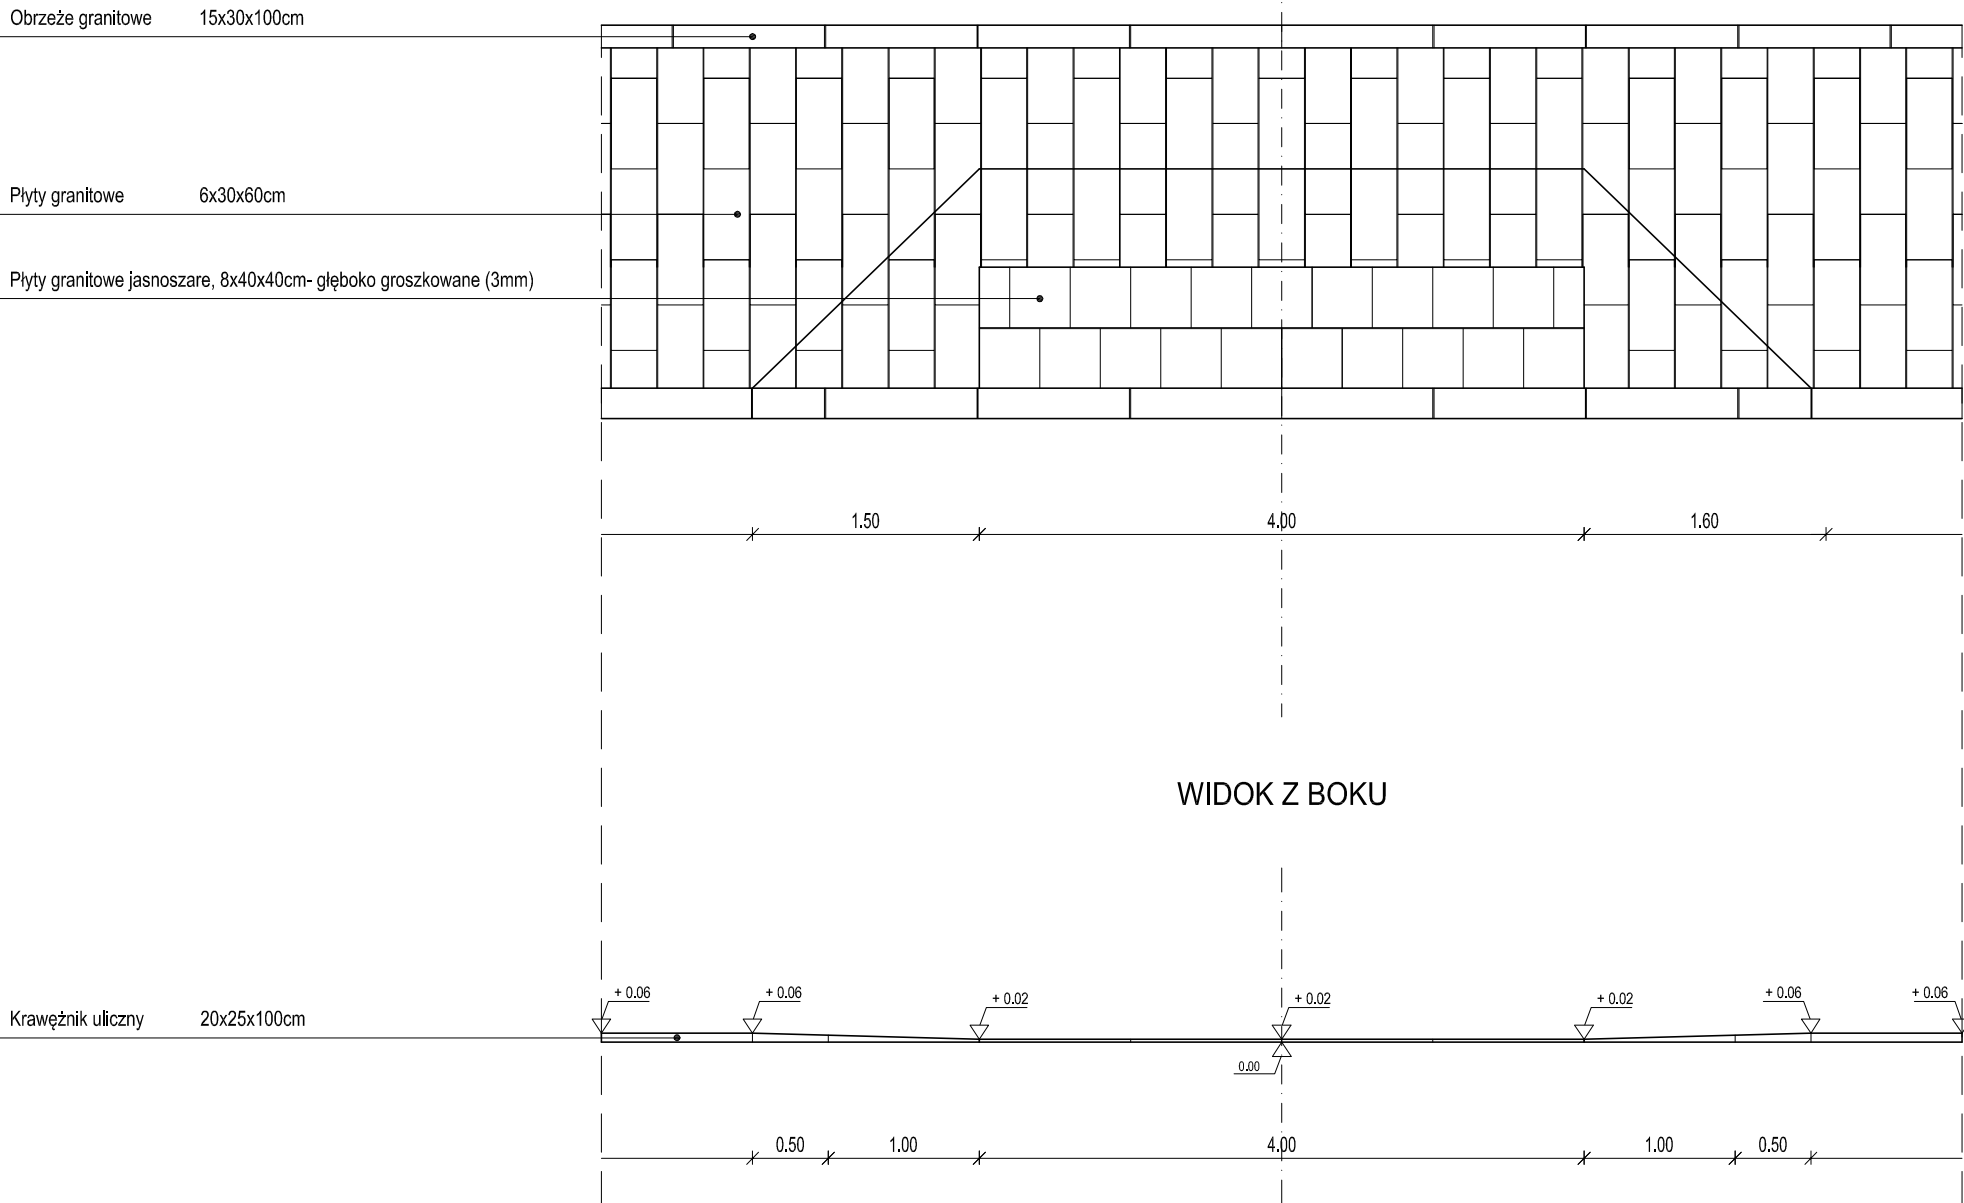 Obrzeże granitowe 15x30x100cm
Płyty granitowe 6x30x60cm
Płyty granitowe jasnoszare, 8x40x40cm- głęboko groszkowane (3mm)
1.50 4.00 1.60
WIDOK Z BOKU
+ 0.06 + 0.06 + 0.02 + 0.02 + 0.02 + 0.06 + 0.06
Krawężnik uliczny 20x25x100cm
0.00
0.50 1.00 4.00 1.00 0.50